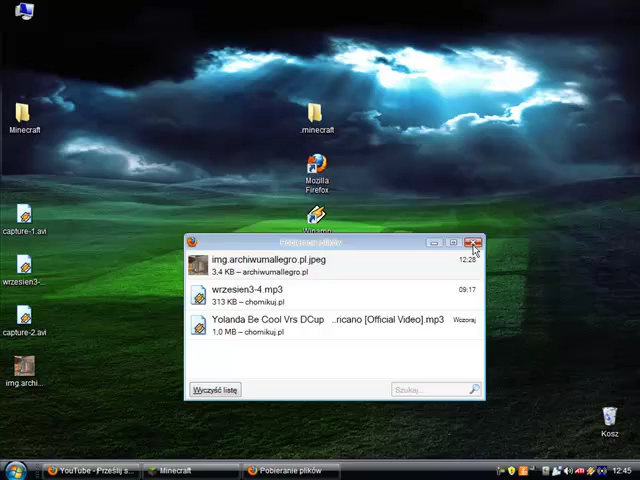 Minecraft
.minecraft
Mozilla
Firefox
Winamp
capture-1.avi
wrzesien3-...
capture-2.avi
img.archi...
Pobieranie plików
img.archiwumallegro.pl.jpeg
12:28
3,4 KB – archiwumallegro.pl
wrzesien3-4.mp3
09:17
313 KB – chomikuj.pl
Yolanda Be Cool Vrs DCup ...ricano [Official Video].mp3
Wczoraj
1,0 MB – chomikuj.pl
Wyczyść listę
Szukaj...
Kosz
YouTube - Prześlij s...
Minecraft
Pobieranie plików
12:45